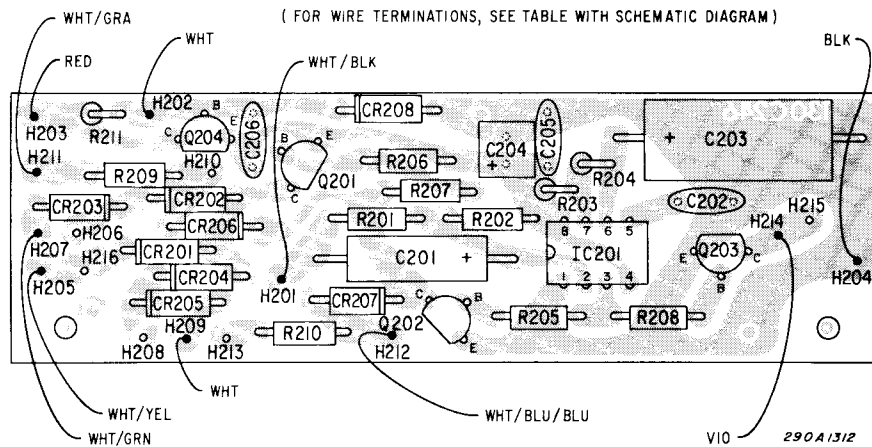 WHT/GRA
(FOR WIRE TERMINATIONS, SEE TABLE WITH SCHEMATIC DIAGRAM)
RED
WHT
WHT/BLK
BLK
H203
R211
H202
B
E
C
Q204
C206
CR208
C204
+
C205
C203
+
H211
H210
B
E
C
Q201
R209
R206
R204
CR203
CR202
R207
R203
C202
H215
H214
H207
H206
CR206
R201
R202
8 7 6 5
IC201
1 2 3 4
Q203
E
C
B
H204
H205
H216
CR201
CR204
C201
+
H201
CR205
CR207
C
B
E
Q202
H209
H208
H213
R210
H212
R205
R208
WHT
WHT/YEL
WHT/GRN
WHT/BLU/BLU
VIO
290A1312